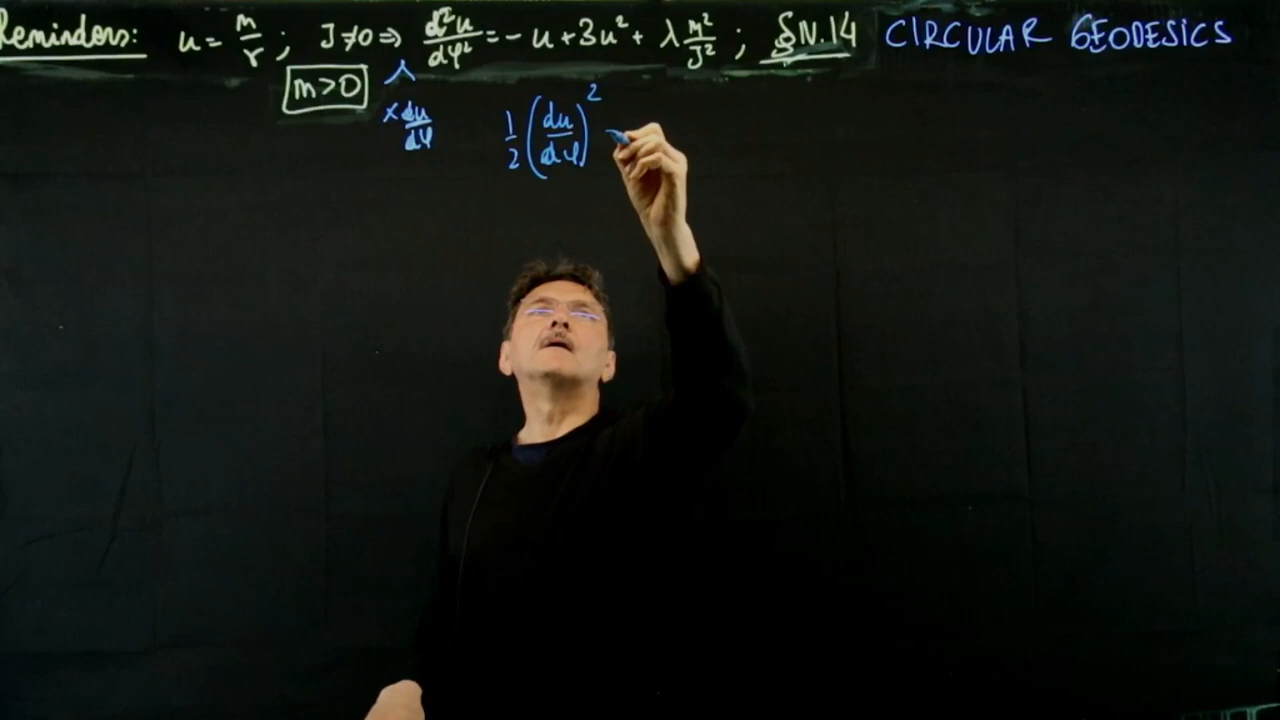 Reminders: u = m/r ; J≠0 ⇒ d²u/dφ² = - u + 3u² + λ m²/J² ; §N.14 CIRCULAR GEODESICS
m>0
× du/dφ 1/2 (du/dφ)²